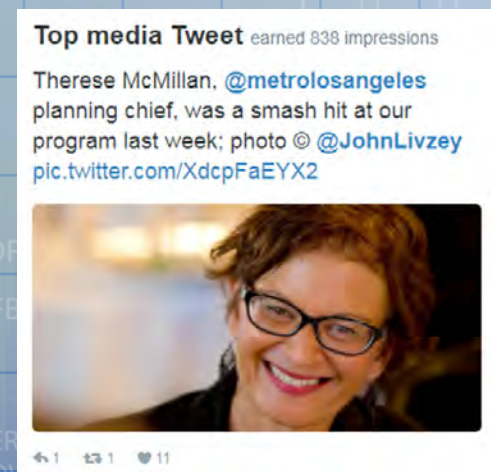 Top media Tweet earned 838 impressions
Therese McMillan, @metrolosangeles
planning chief, was a smash hit at our
program last week; photo © @JohnLivzey
pic.twitter.com/XdcpFaEYX2
1 1 11